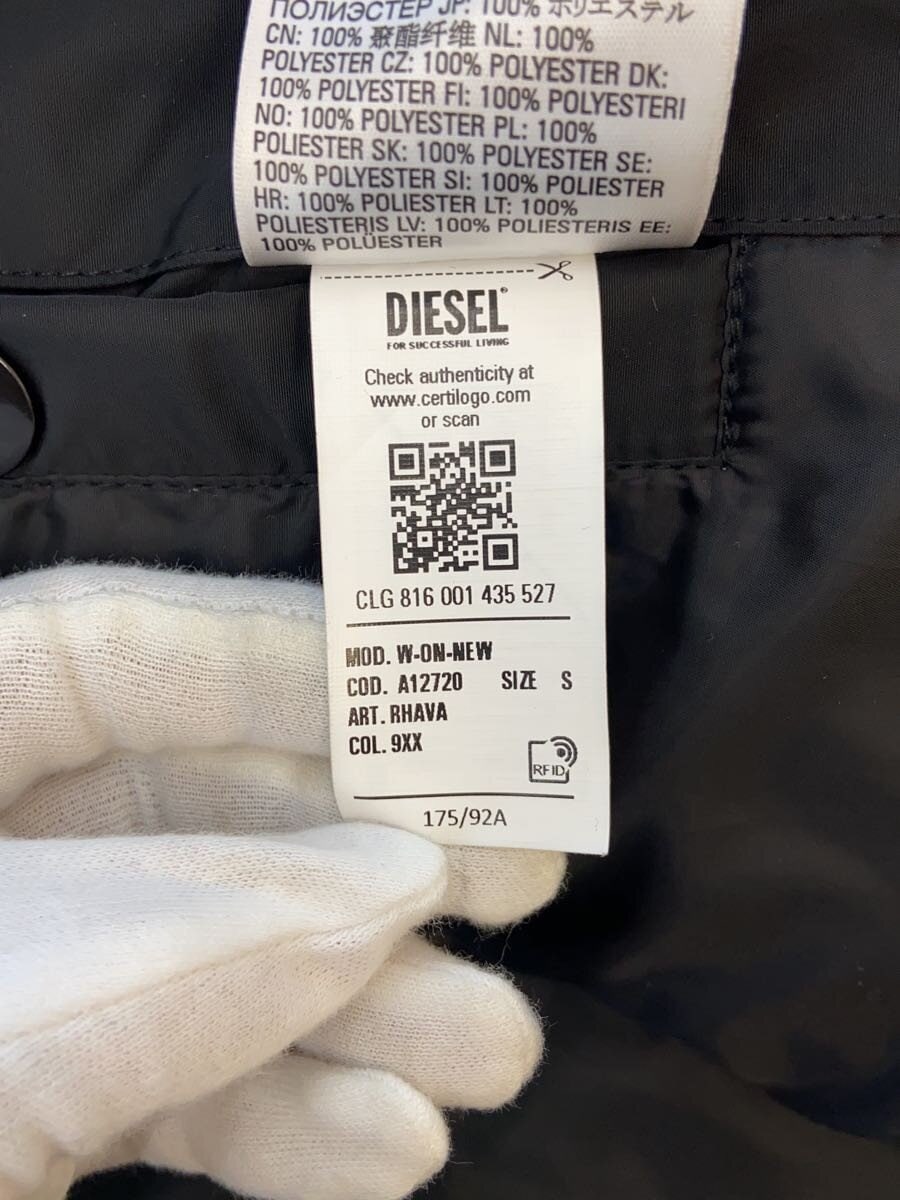 ПОЛИЭСТЕР JP: 100% ポリエステル
CN: 100% 聚酯纤维 NL: 100%
POLYESTER CZ: 100% POLYESTER DK:
100% POLYESTER FI: 100% POLYESTERI
NO: 100% POLYESTER PL: 100%
POLIESTER SK: 100% POLYESTER SE:
100% POLYESTER SI: 100% POLIESTER
HR: 100% POLIESTER LT: 100%
POLIESTERIS LV: 100% POLIESTERIS EE:
100% POLÜESTER
DIESEL®
FOR SUCCESSFUL LIVING
Check authenticity at
www.certilogo.com
or scan
CLG 816 001 435 527
MOD. W-ON-NEW
COD. A12720 SIZE S
ART. RHAVA
COL. 9XX
RFID
175/92A